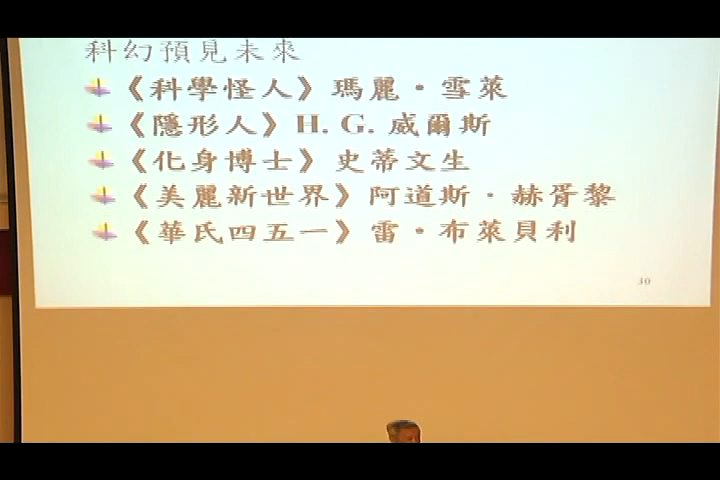 科幻預見未來
《科學怪人》瑪麗·雪萊
《隱形人》H. G. 威爾斯
《化身博士》史蒂文生
《美麗新世界》阿道斯·赫胥黎
《華氏四五一》雷·布萊貝利
30